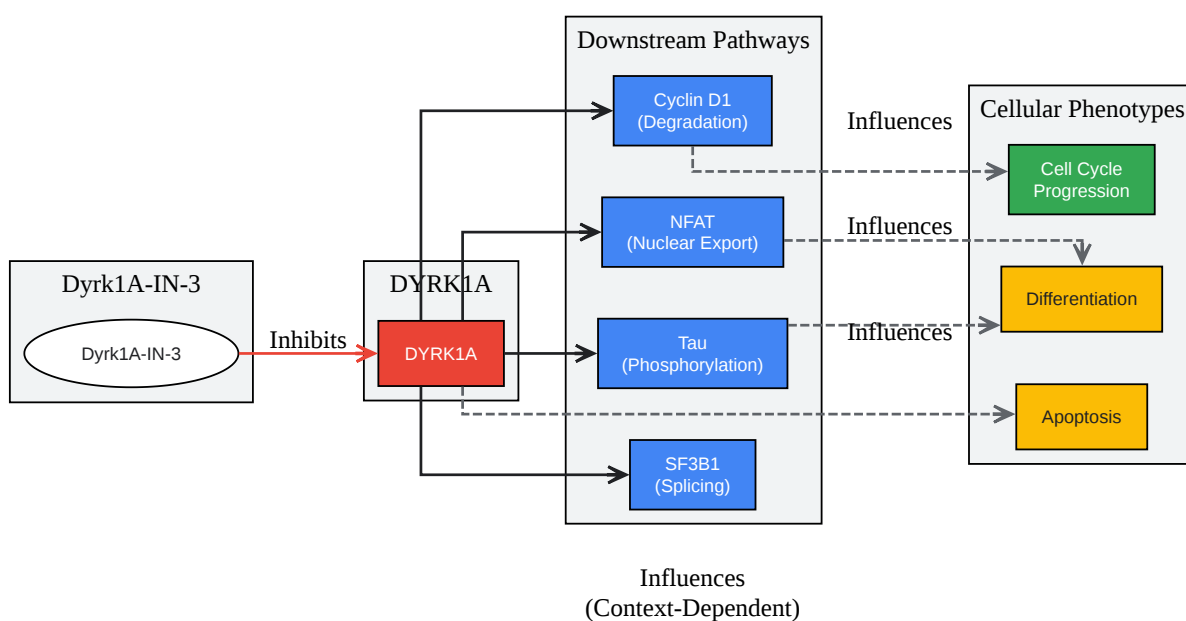 Dyrk1A-IN-3
Dyrk1A-IN-3
Inhibits
DYRK1A
DYRK1A
Downstream Pathways
Cyclin D1
(Degradation)
NFAT
(Nuclear Export)
Tau
(Phosphorylation)
SF3B1
(Splicing)
Influences
Influences
Influences
Cellular Phenotypes
Cell Cycle
Progression
Differentiation
Apoptosis
Influences
(Context-Dependent)